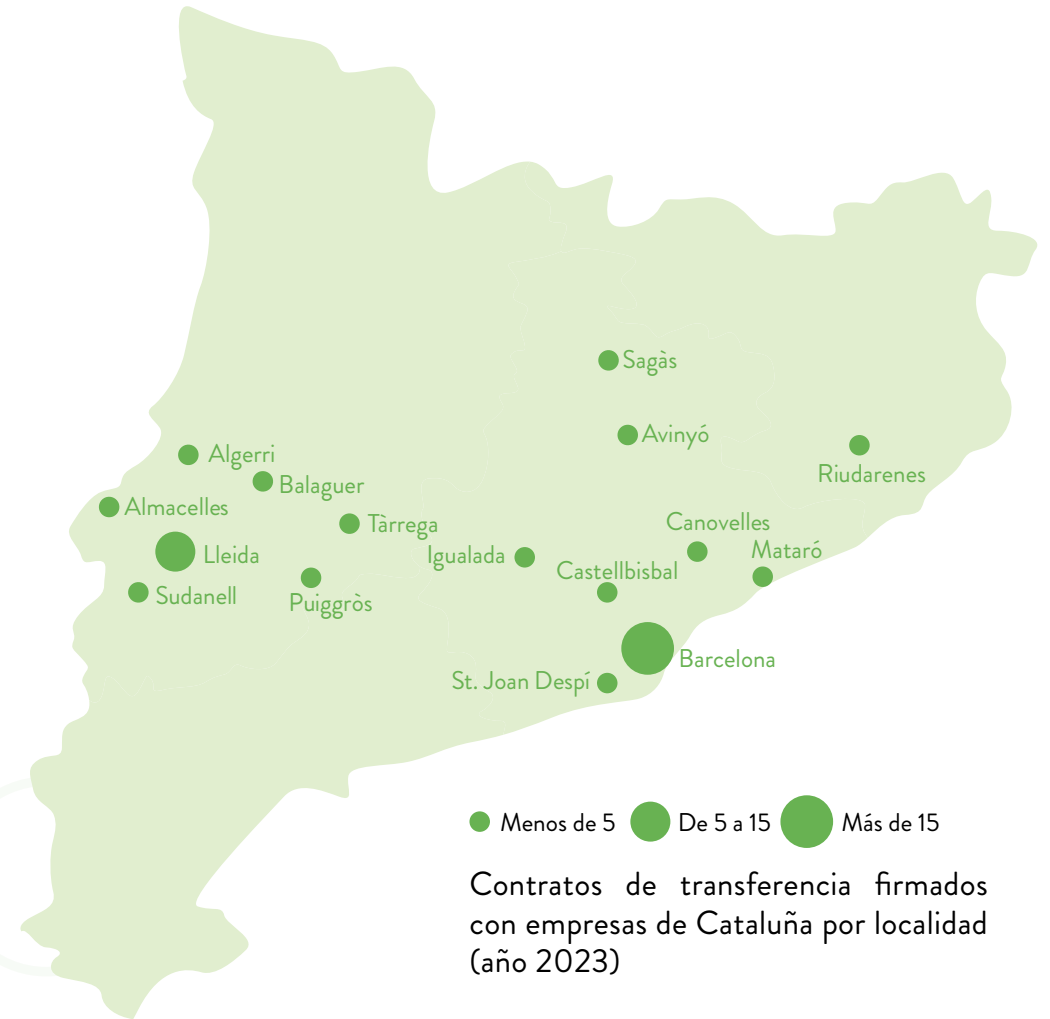 Sagàs
Avinyó
Algerri
Riudarenes
Balaguer
Almacelles
Tàrrega
Canovelles
Lleida
Igualada
Mataró
Castellbisbal
Sudanell
Puiggròs
Barcelona
St. Joan Despí
Menos de 5 De 5 a 15 Más de 15
Contratos de transferencia firmados
con empresas de Cataluña por localidad
(año 2023)